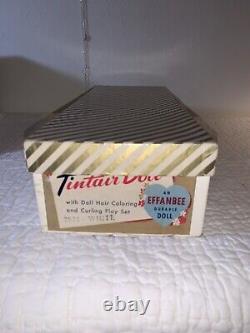 Tintair Doll
with Doll Hair Coloring
and Curling Play Set
AN
EFFANBEE
DURABLE
DOLL